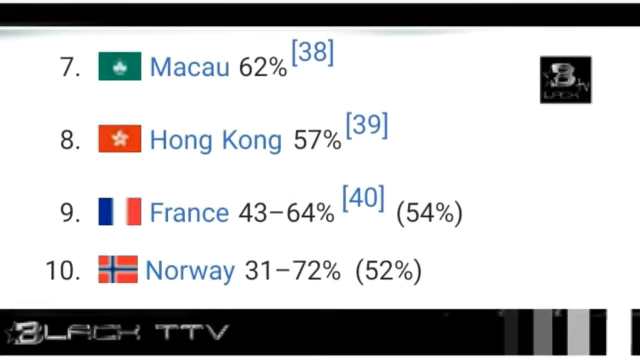 7. Macau 62%[38]
8. Hong Kong 57%[39]
9. France 43–64% [40] (54%)
10. Norway 31–72% (52%)
BLACK TTV